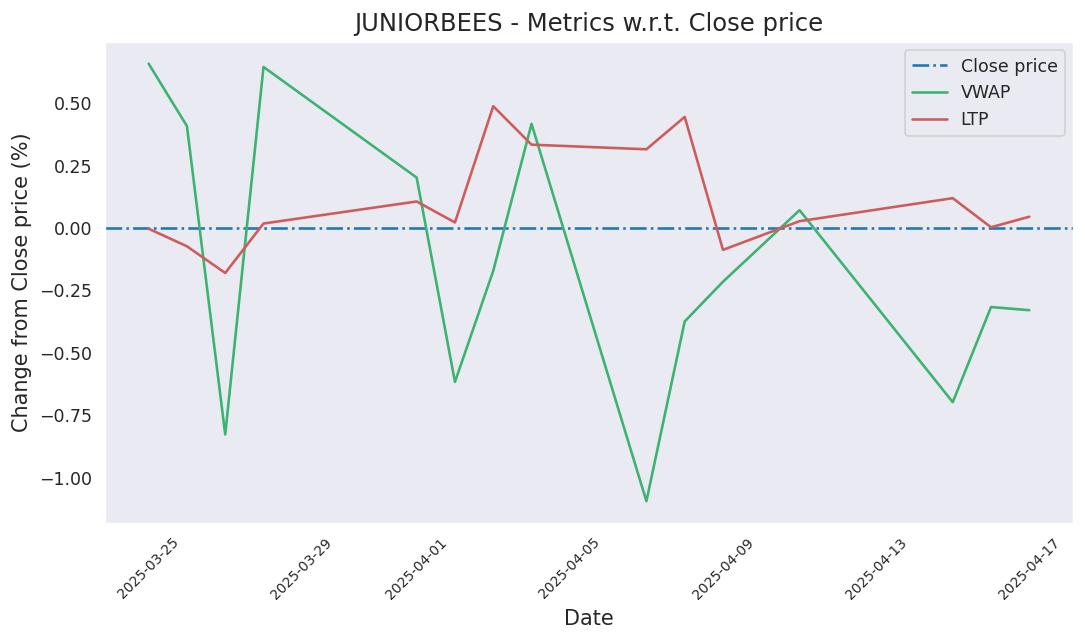 JUNIORBEES - Metrics w.r.t. Close price
Close price
VWAP
LTP
Change from Close price (%)
0.50
0.25
0.00
−0.25
−0.50
−0.75
−1.00
2025-03-25
2025-03-29
2025-04-01
2025-04-05
2025-04-09
2025-04-13
2025-04-17
Date